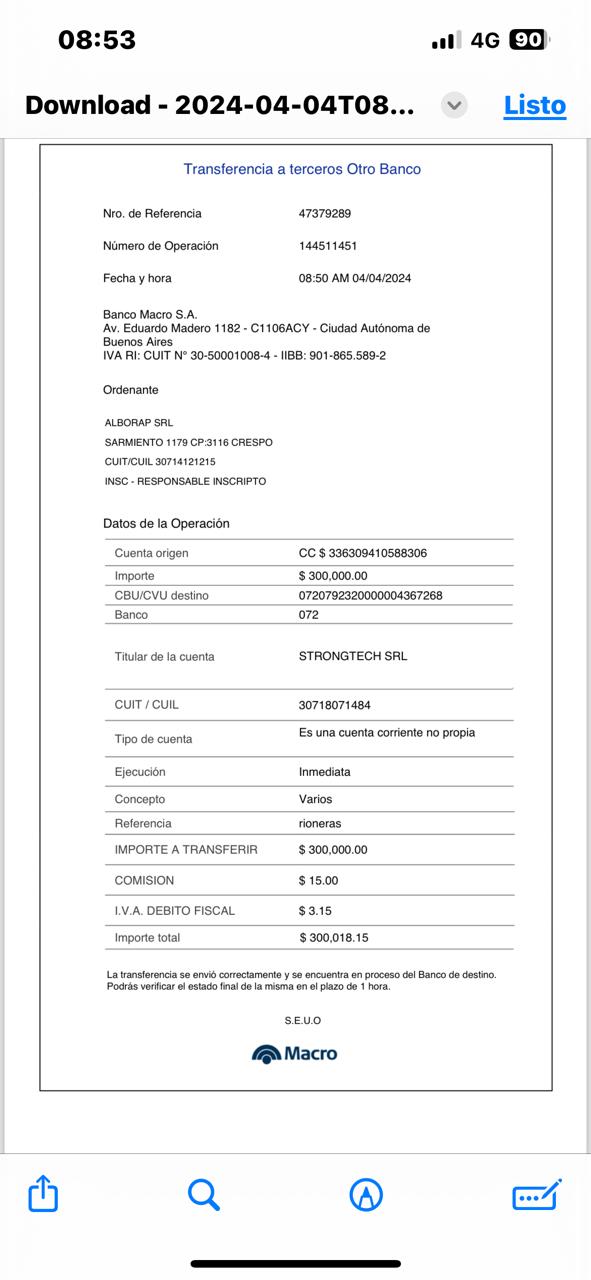 08:53
4G 90
Download - 2024-04-04T08...
Listo
Transferencia a terceros Otro Banco
Nro. de Referencia 47379289
Número de Operación 144511451
Fecha y hora 08:50 AM 04/04/2024
Banco Macro S.A.
Av. Eduardo Madero 1182 - C1106ACY - Ciudad Autónoma de
Buenos Aires
IVA RI: CUIT N° 30-50001008-4 - IIBB: 901-865.589-2
Ordenante
ALBORAP SRL
SARMIENTO 1179 CP:3116 CRESPO
CUIT/CUIL 30714121215
INSC - RESPONSABLE INSCRIPTO
Datos de la Operación
Cuenta origen CC $ 336309410588306
Importe $ 300,000.00
CBU/CVU destino 0720792320000004367268
Banco 072
Titular de la cuenta STRONGTECH SRL
CUIT / CUIL 30718071484
Tipo de cuenta Es una cuenta corriente no propia
Ejecución Inmediata
Concepto Varios
Referencia rioneras
IMPORTE A TRANSFERIR $ 300,000.00
COMISION $ 15.00
I.V.A. DEBITO FISCAL $ 3.15
Importe total $ 300,018.15
La transferencia se envió correctamente y se encuentra en proceso del Banco de destino.
Podrás verificar el estado final de la misma en el plazo de 1 hora.
S.E.U.O
Macro